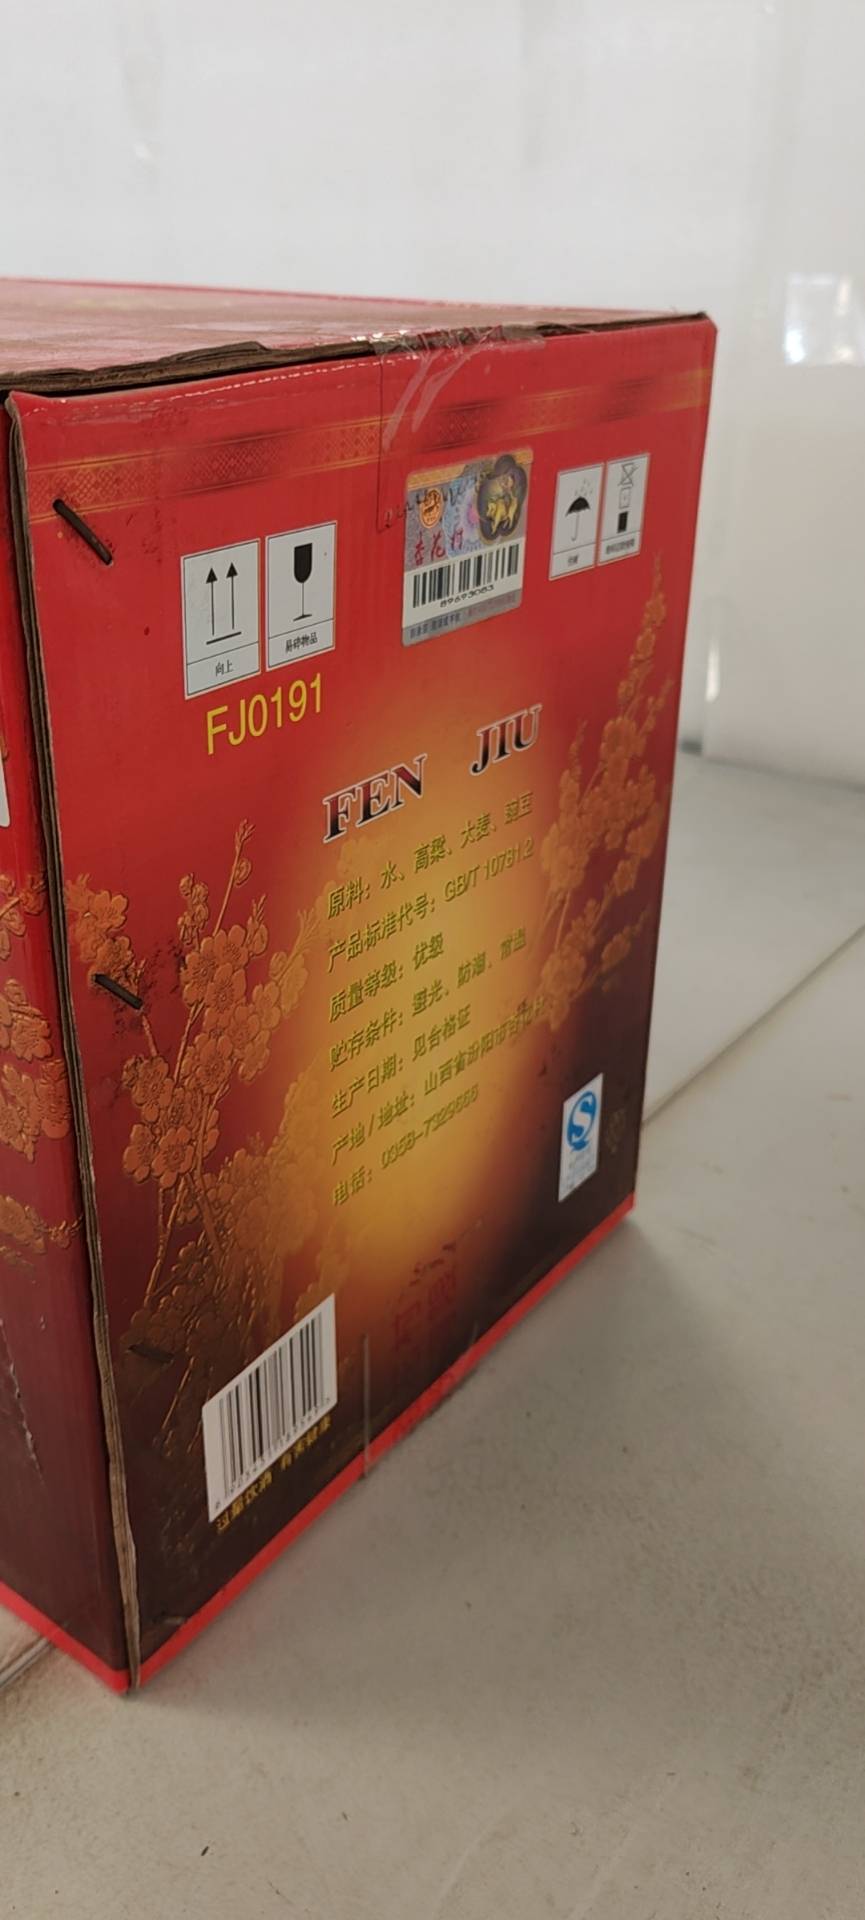 杏花村
89693083
向上
易碎物品
FJ0191
FEN JIU
原料：水、高粱、大麦、豌豆
产品标准代号：GB/T 10781.2
质量等级：优级
贮存条件：避光、防潮、常温
生产日期：见合格证
产地/地址：山西省汾阳市杏花村
电话：0358-7329666
过量饮酒 有害健康